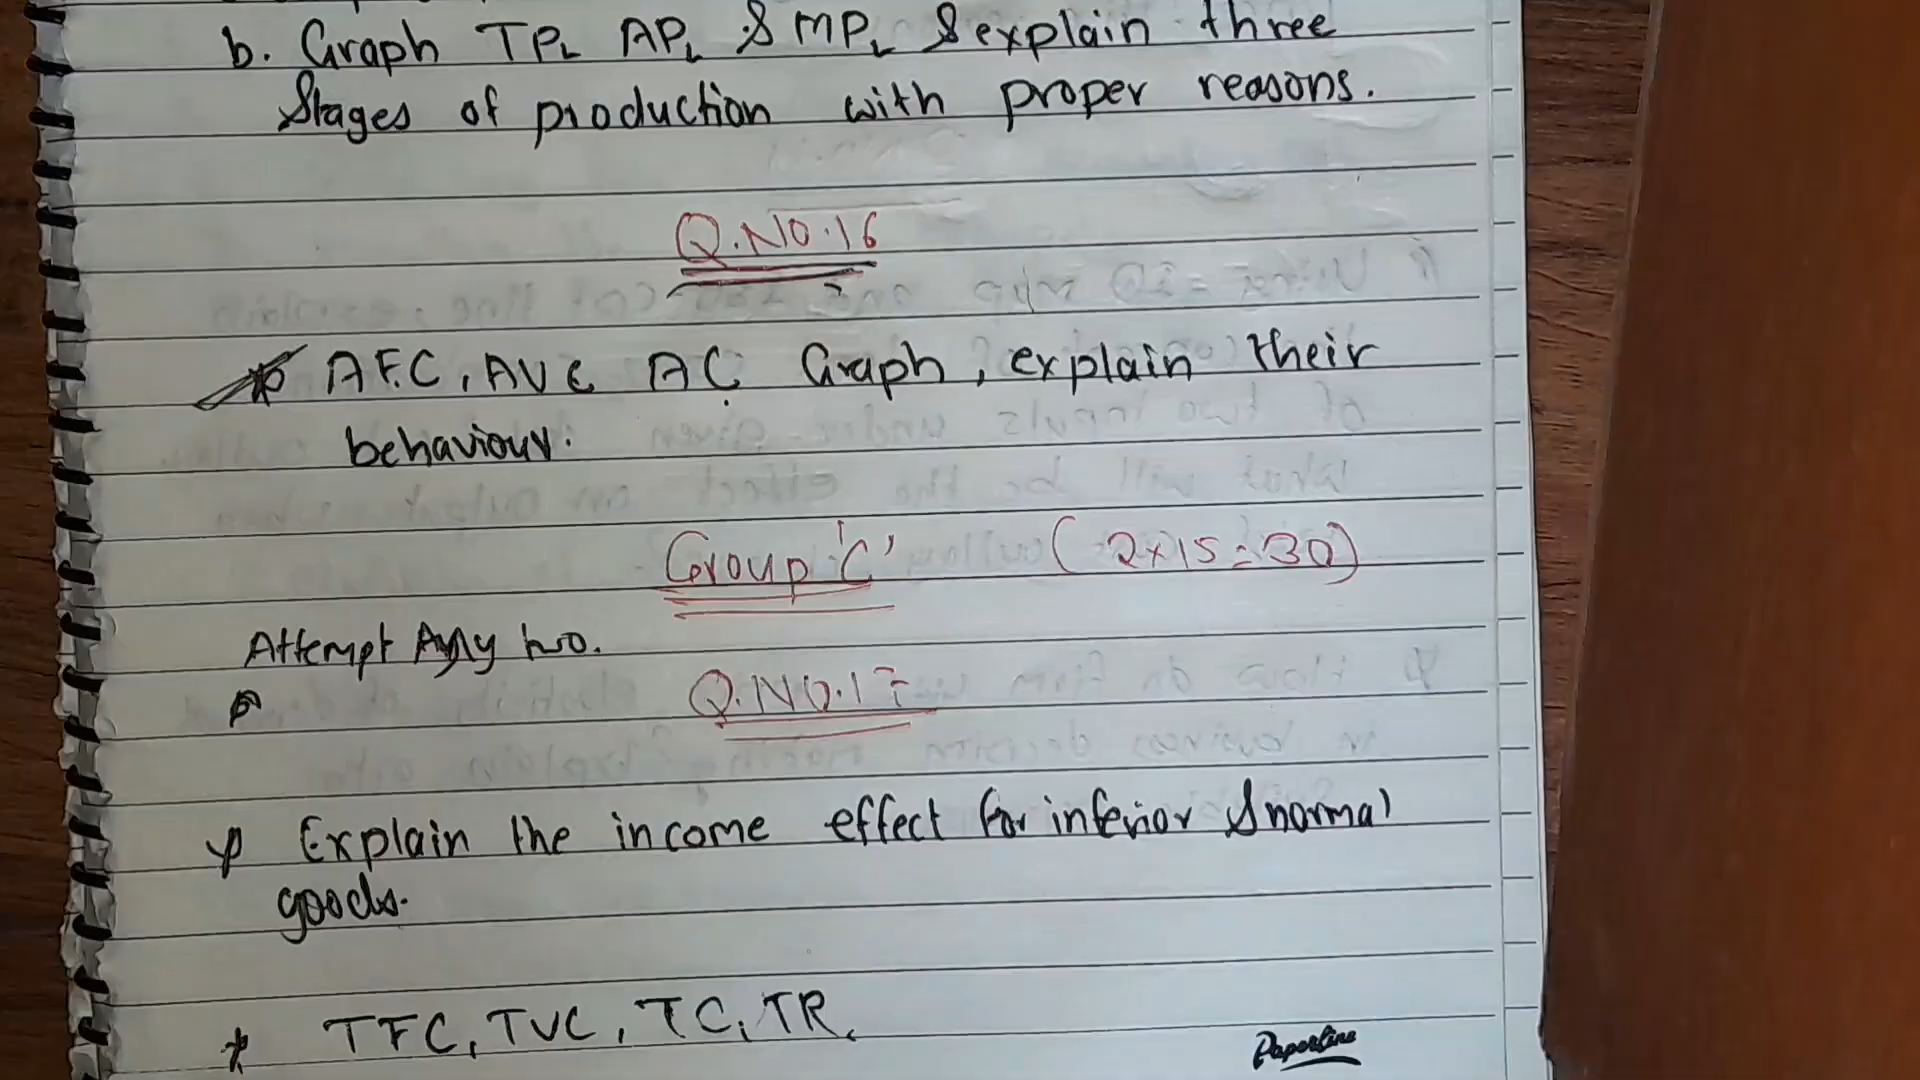 b. Graph TPL APL & MPL & explain three
Stages of production with proper reasons.
Q.NO.16
* AFC, AVC AC Graph, explain their
behaviour.
Group 'C' (2x15=30)
Attempt Any two.
Q.NO.17
* Explain the income effect for inferior & normal
goods.
* TFC, TVC, TC, TR.
Paperline